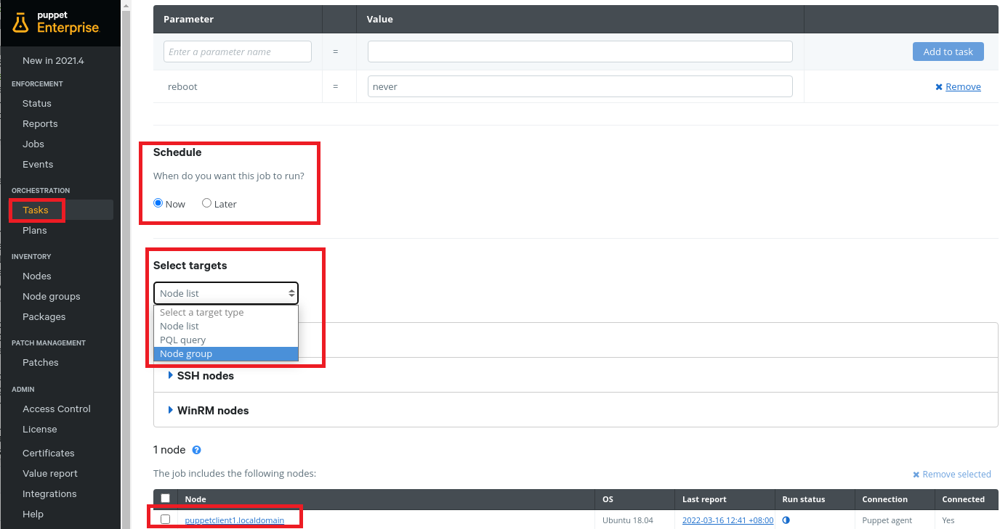 puppet
Enterprise
New in 2021.4
ENFORCEMENT
Status
Reports
Jobs
Events
ORCHESTRATION
Tasks
Plans
INVENTORY
Nodes
Node groups
Packages
PATCH MANAGEMENT
Patches
ADMIN
Access Control
License
Certificates
Value report
Integrations
Help
Parameter Value
Enter a parameter name = Add to task
reboot = never Remove
Schedule
When do you want this job to run?
Now Later
Select targets
Node list
Select a target type
Node list
PQL query
Node group
SSH nodes
WinRM nodes
1 node ?
The job includes the following nodes:
Remove selected
Node OS Last report Run status Connection Connected
puppetclient1.localdomain Ubuntu 18.04 2022-03-16 12:41 +08:00 Puppet agent Yes